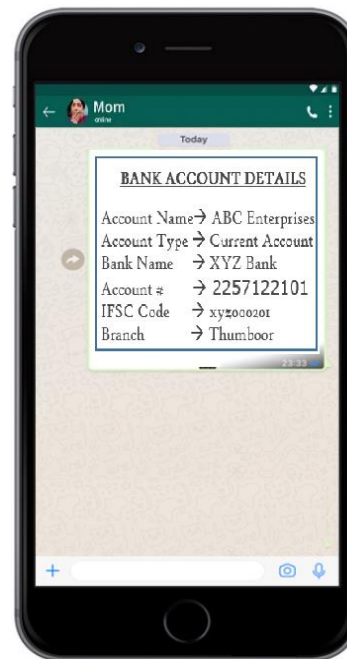 Mom
online
Today
BANK ACCOUNT DETAILS
Account Name→ ABC Enterprises
Account Type → Current Account
Bank Name → XYZ Bank
Account # → 2257122101
IFSC Code → xyz000201
Branch → Thumboor
23:33